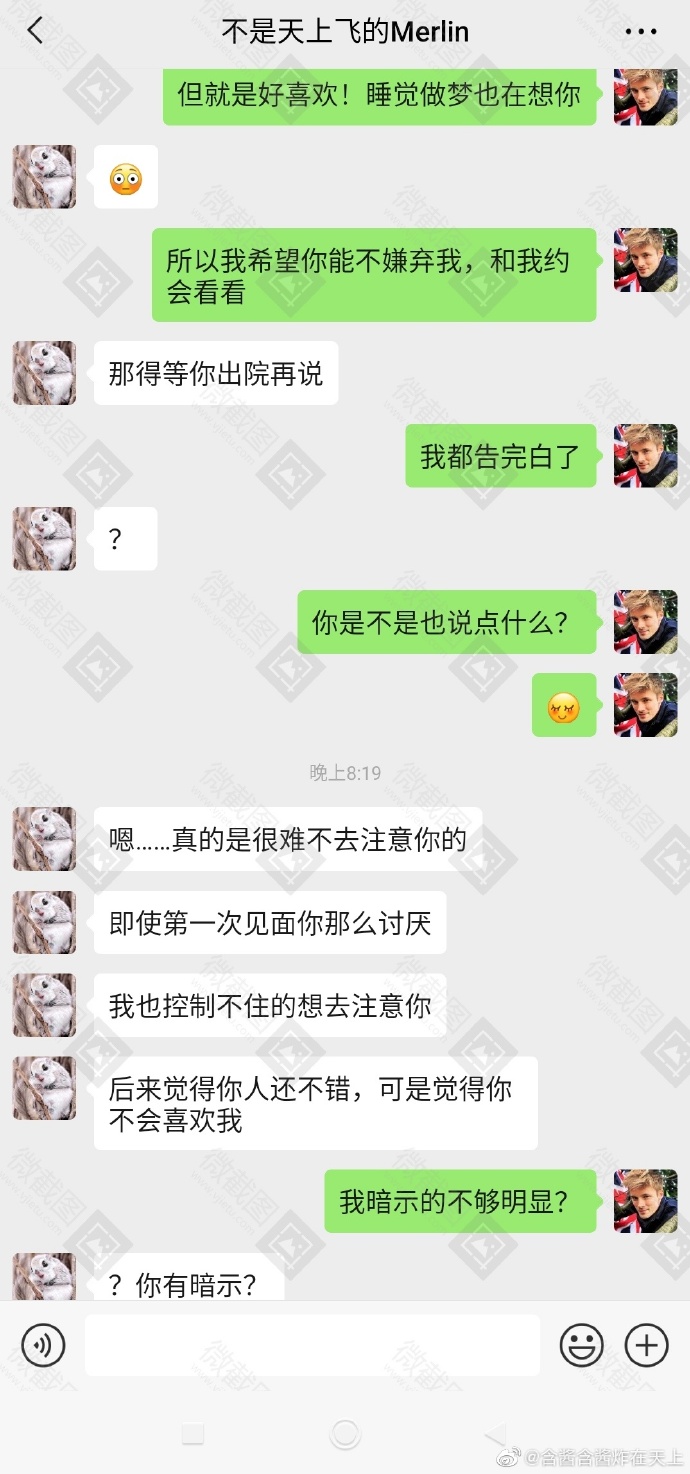 不是天上飞的Merlin
但就是好喜欢！睡觉做梦也在想你
所以我希望你能不嫌弃我，和我约
会看看
那得等你出院再说
我都告完白了
？
你是不是也说点什么？
晚上8:19
嗯……真的是很难不去注意你的
即使第一次见面你那么讨厌
我也控制不住的想去注意你
后来觉得你人还不错，可是觉得你
不会喜欢我
我暗示的不够明显？
？你有暗示？
微截图
@含酱含酱炸在天上